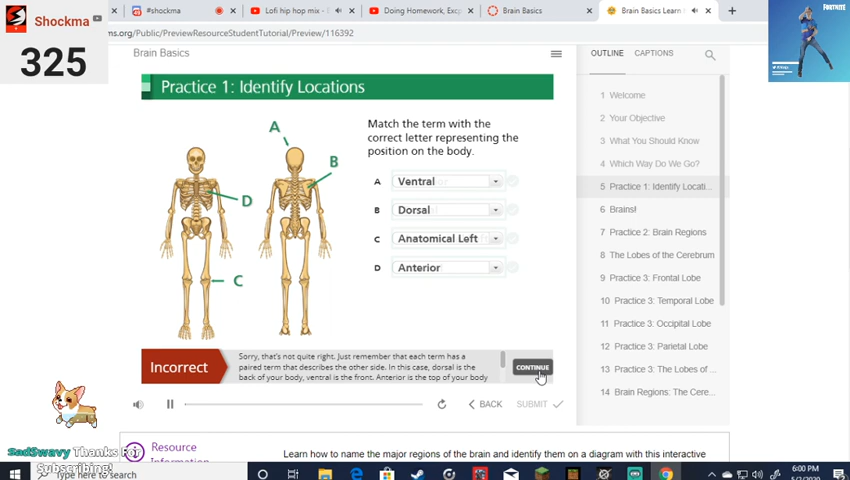 Shockma
325
#shockma
Lofi hip hop mix - B
Doing Homework, Exc
Brain Basics
Brain Basics Learn
FORTNITE
ms.org/Public/PreviewResourceStudentTutorial/Preview/116392
Brain Basics
OUTLINE CAPTIONS
Practice 1: Identify Locations
Match the term with the
correct letter representing the
position on the body.
A
B
D
C
A Ventral
B Dorsal
C Anatomical Left
D Anterior
1 Welcome
2 Your Objective
3 What You Should Know
4 Which Way Do We Go?
5 Practice 1: Identify Locati...
6 Brains!
7 Practice 2: Brain Regions
8 The Lobes of the Cerebrum
9 Practice 3: Frontal Lobe
10 Practice 3: Temporal Lobe
11 Practice 3: Occipital Lobe
12 Practice 3: Parietal Lobe
13 Practice 3: The Lobes of ...
14 Brain Regions: The Cere...
Incorrect
Sorry, that's not quite right. Just remember that each term has a
paired term that describes the other side. In this case, dorsal is the
back of your body, ventral is the front. Anterior is the top of your body
CONTINUE
BACK
SUBMIT
SadSwavy Thanks For
Subscribing!
Resource
Information
Learn how to name the major regions of the brain and identify them on a diagram with this interactive
Type here to search
6:00 PM